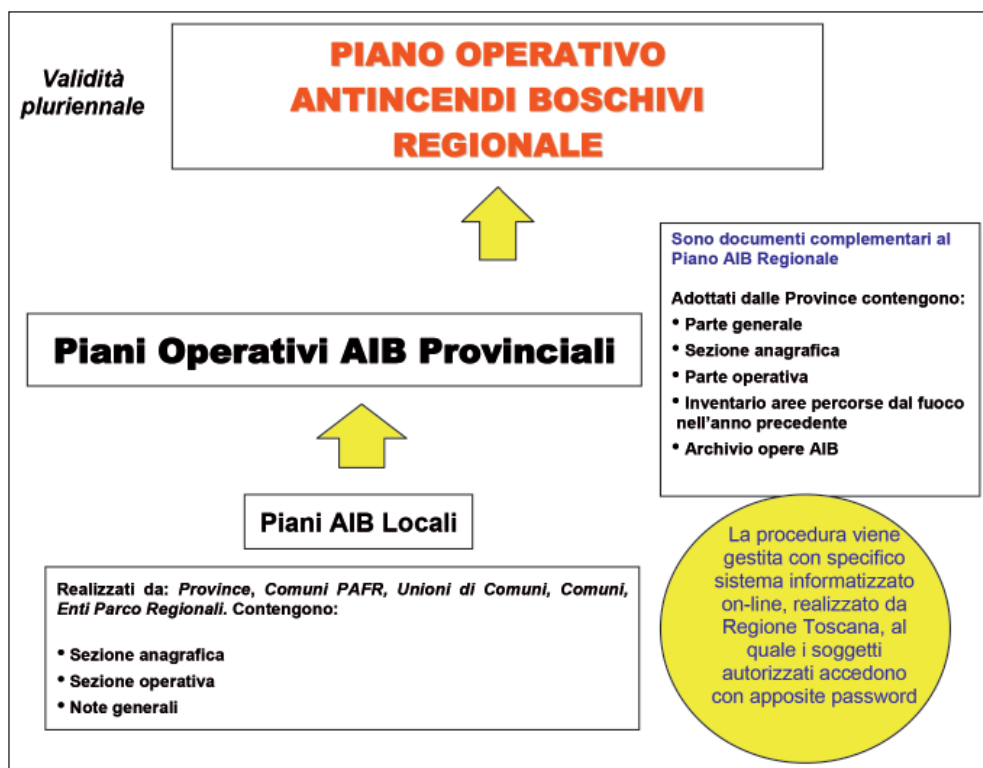 Validità
pluriennale
PIANO OPERATIVO
ANTINCENDI BOSCHIVI
REGIONALE
Sono documenti complementari al
Piano AIB Regionale
Adottati dalle Province contengono:
• Parte generale
• Sezione anagrafica
• Parte operativa
• Inventario aree percorse dal fuoco
nell'anno precedente
• Archivio opere AIB
Piani Operativi AIB Provinciali
Piani AIB Locali
Realizzati da: Province, Comuni PAFR, Unioni di Comuni, Comuni,
Enti Parco Regionali. Contengono:
• Sezione anagrafica
• Sezione operativa
• Note generali
La procedura viene
gestita con specifico
sistema informatizzato
on-line, realizzato da
Regione Toscana, al
quale i soggetti
autorizzati accedono
con apposite password